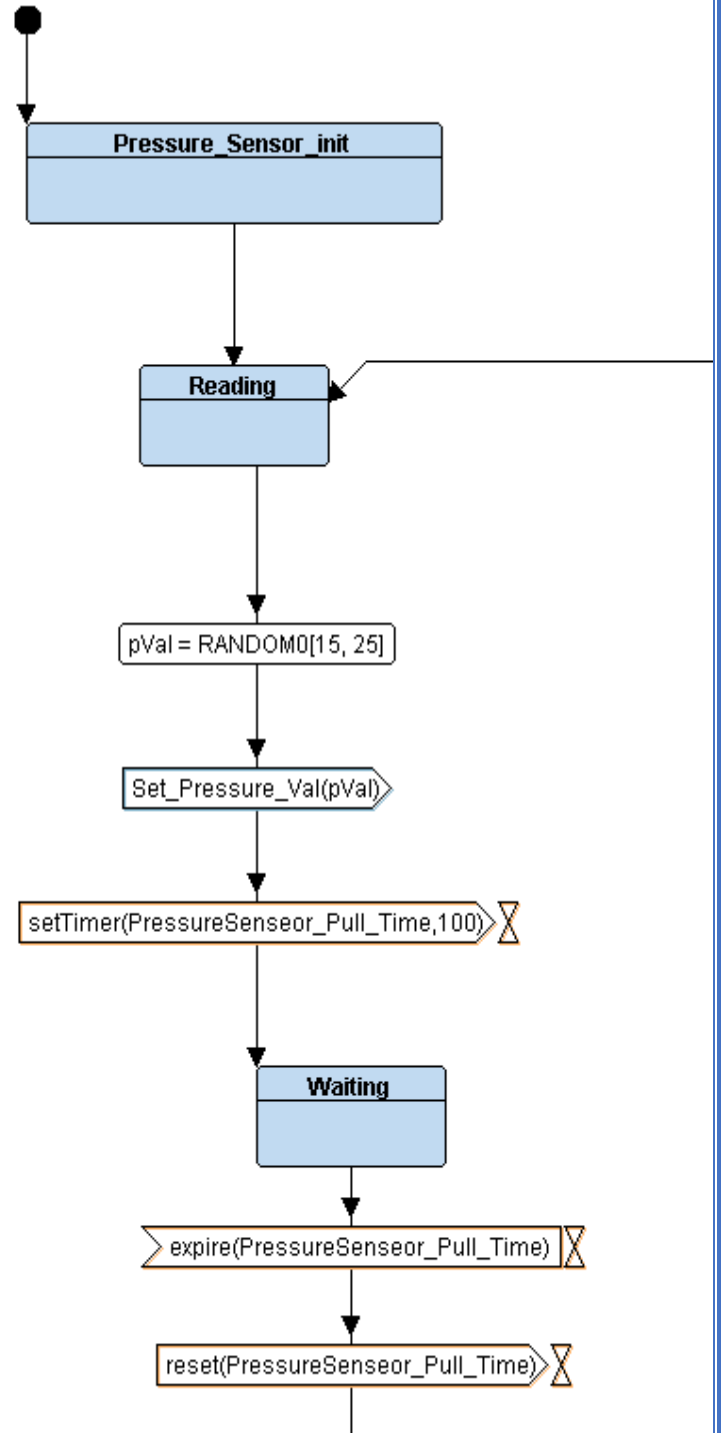 Pressure_Sensor_init
Reading
pVal = RANDOM0[15, 25]
Set_Pressure_Val(pVal)
setTimer(PressureSenseor_Pull_Time,100)
Waiting
expire(PressureSenseor_Pull_Time)
reset(PressureSenseor_Pull_Time)